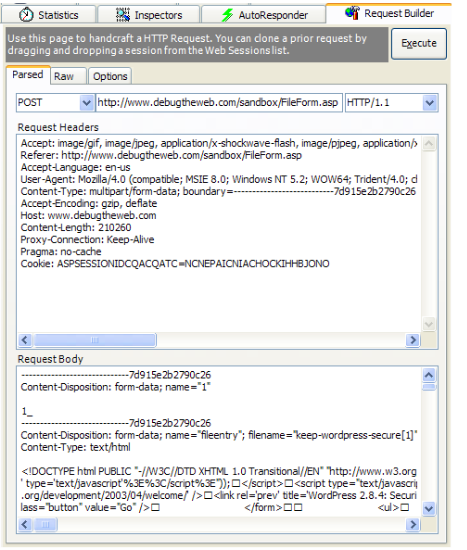 Statistics
Inspectors
AutoResponder
Request Builder
Use this page to handcraft a HTTP Request. You can clone a prior request by
dragging and dropping a session from the Web Sessions list.
Execute
Parsed
Raw
Options
POST
http://www.debugtheweb.com/sandbox/FileForm.asp
HTTP/1.1
Request Headers
Accept: image/gif, image/jpeg, application/x-shockwave-flash, image/pjpeg, application/x
Referer: http://www.debugtheweb.com/sandbox/FileForm.asp
Accept-Language: en-us
User-Agent: Mozilla/4.0 (compatible; MSIE 8.0; Windows NT 5.2; WOW64; Trident/4.0; cl
Content-Type: multipart/form-data; boundary=---------------------------7d915e2b2790c26
Accept-Encoding: gzip, deflate
Host: www.debugtheweb.com
Content-Length: 210260
Proxy-Connection: Keep-Alive
Pragma: no-cache
Cookie: ASPSESSIONIDCQACQATC=NCNEPAICNIACHOCKIHHBJONO
Request Body
-----------------------------7d915e2b2790c26
Content-Disposition: form-data; name="1"
1_
-----------------------------7d915e2b2790c26
Content-Disposition: form-data; name="fileentry"; filename="keep-wordpress-secure[1]"
Content-Type: text/html
<!DOCTYPE html PUBLIC "-//W3C//DTD XHTML 1.0 Transitional//EN" "http://www.w3.org
' type='text/javascript'%3E%3C/script%3E"));□</script>□<script type="text/javascrip
.org/development/2003/04/welcome/' />□<link rel='prev' title='WordPress 2.8.4: Securi
lass="button" value="Go" />□ </form>□□ <ul>□